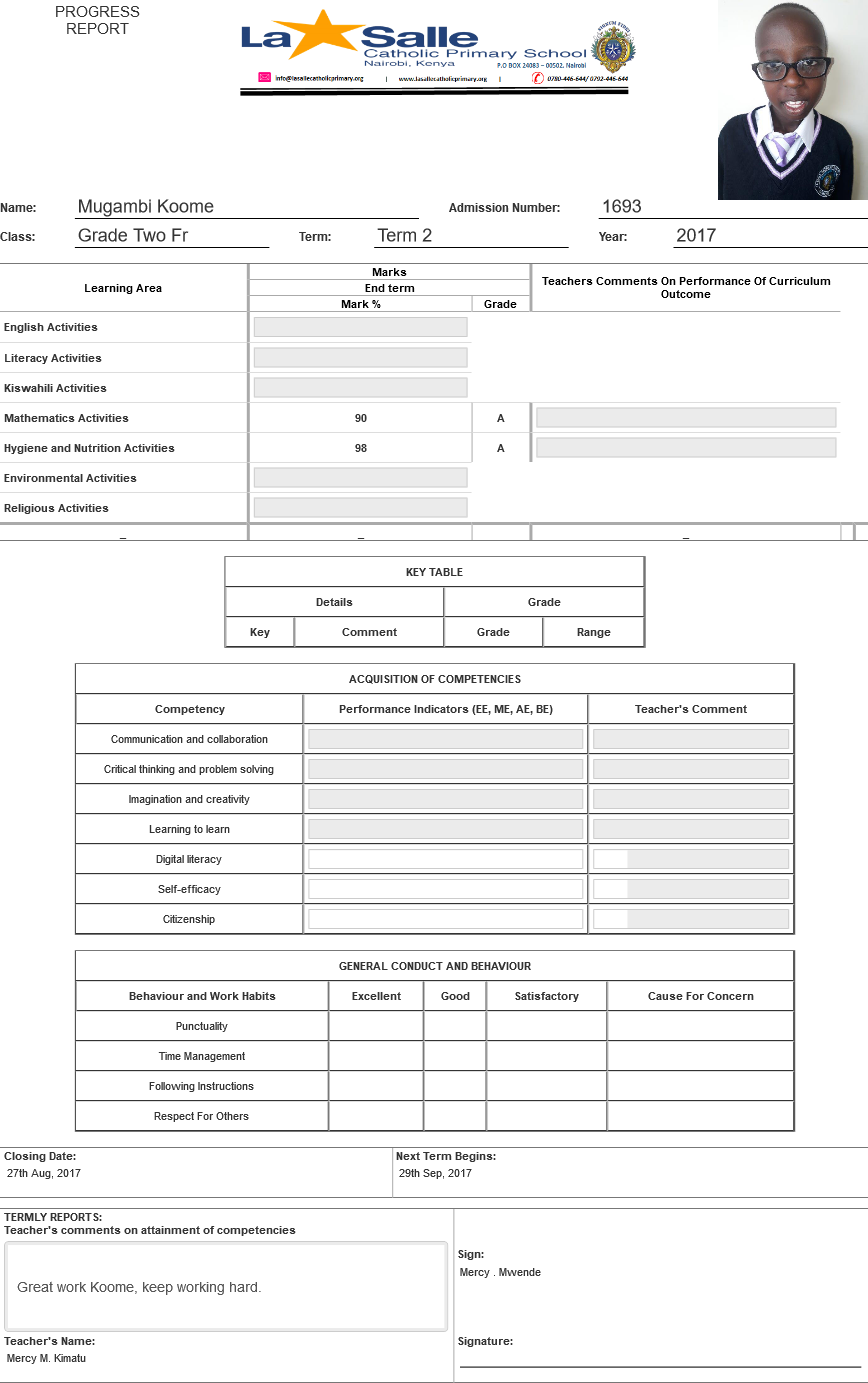 PROGRESS
REPORT
La Salle
Catholic Primary School
Nairobi, Kenya
P.O BOX 24083 – 00502, Nairobi
info@lasallecatholicprimary.org | www.lasallecatholicprimary.org | 0780-446-644/ 0792-446-644
Name: Mugambi Koome Admission Number: 1693
Class: Grade Two Fr Term: Term 2 Year: 2017
Learning Area Marks Teachers Comments On Performance Of Curriculum Outcome
End term
Mark % Grade
English Activities
Literacy Activities
Kiswahili Activities
Mathematics Activities 90 A
Hygiene and Nutrition Activities 98 A
Environmental Activities
Religious Activities
– – –
KEY TABLE
Details Grade
Key Comment Grade Range
ACQUISITION OF COMPETENCIES
Competency Performance Indicators (EE, ME, AE, BE) Teacher's Comment
Communication and collaboration
Critical thinking and problem solving
Imagination and creativity
Learning to learn
Digital literacy
Self-efficacy
Citizenship
GENERAL CONDUCT AND BEHAVIOUR
Behaviour and Work Habits Excellent Good Satisfactory Cause For Concern
Punctuality
Time Management
Following Instructions
Respect For Others
Closing Date: Next Term Begins:
27th Aug, 2017 29th Sep, 2017
TERMLY REPORTS:
Teacher's comments on attainment of competencies
Great work Koome, keep working hard.
Sign:
Mercy . Mwende
Teacher's Name: Signature:
Mercy M. Kimatu